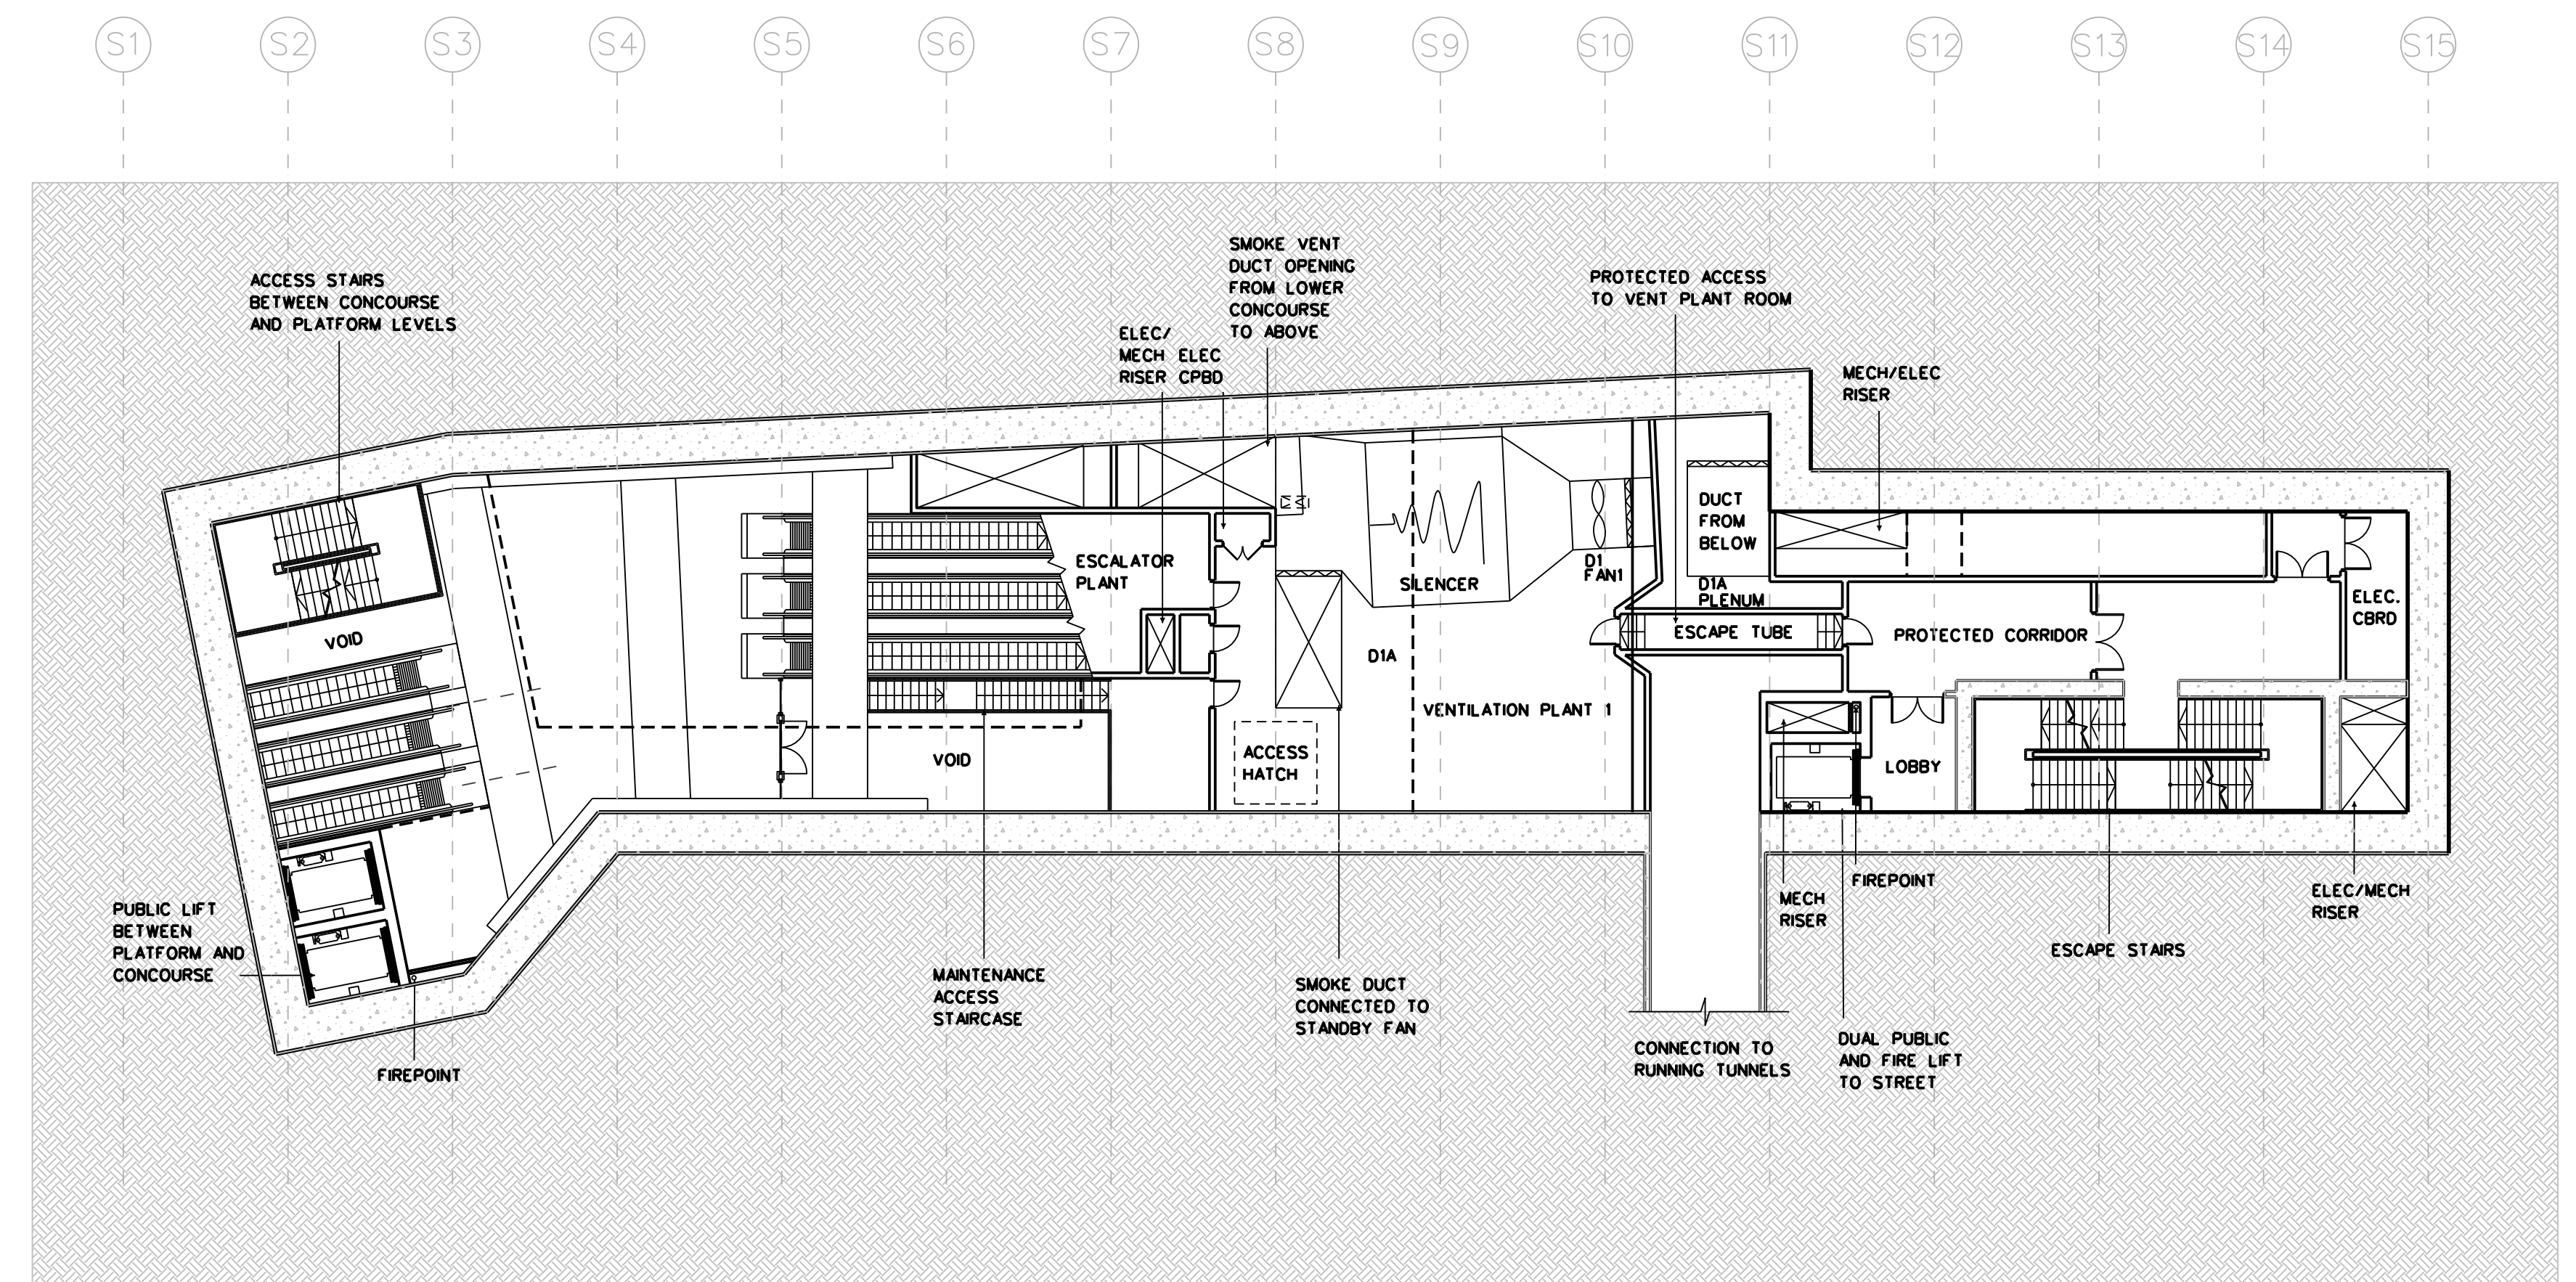 S1
S2
S3
S4
S5
S6
S7
S8
S9
S10
S11
S12
S13
S14
S15
SMOKE VENT
DUCT OPENING
FROM LOWER
CONCOURSE
TO ABOVE
ACCESS STAIRS
BETWEEN CONCOURSE
AND PLATFORM LEVELS
PROTECTED ACCESS
TO VENT PLANT ROOM
ELEC/
MECH ELEC
RISER CPBD
MECH/ELEC
RISER
DUCT
FROM
BELOW
ESCALATOR
PLANT
SILENCER
D1
FAN1
D1A
PLENUM
ELEC.
CBRD
VOID
ESCAPE TUBE
PROTECTED CORRIDOR
D1A
VENTILATION PLANT 1
VOID
ACCESS
HATCH
LOBBY
FIREPOINT
MECH
RISER
ELEC/MECH
RISER
PUBLIC LIFT
BETWEEN
PLATFORM AND
CONCOURSE
ESCAPE STAIRS
MAINTENANCE
ACCESS
STAIRCASE
SMOKE DUCT
CONNECTED TO
STANDBY FAN
CONNECTION TO
RUNNING TUNNELS
DUAL PUBLIC
AND FIRE LIFT
TO STREET
FIREPOINT